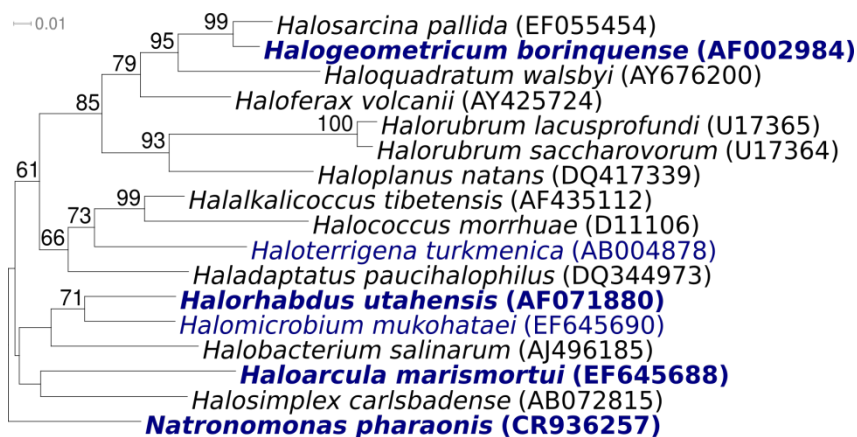 0.01
99
Halosarcina pallida (EF055454)
95
Halogeometricum borinquense (AF002984)
79
Haloquadratum walsbyi (AY676200)
85
Haloferax volcanii (AY425724)
100
Halorubrum lacusprofundi (U17365)
93
Halorubrum saccharovorum (U17364)
61
Haloplanus natans (DQ417339)
99
Halalkalicoccus tibetensis (AF435112)
73
Halococcus morrhuae (D11106)
66
Haloterrigena turkmenica (AB004878)
Haladaptatus paucihalophilus (DQ344973)
71
Halorhabdus utahensis (AF071880)
Halomicrobium mukohataei (EF645690)
Halobacterium salinarum (AJ496185)
Haloarcula marismortui (EF645688)
Halosimplex carlsbadense (AB072815)
Natronomonas pharaonis (CR936257)